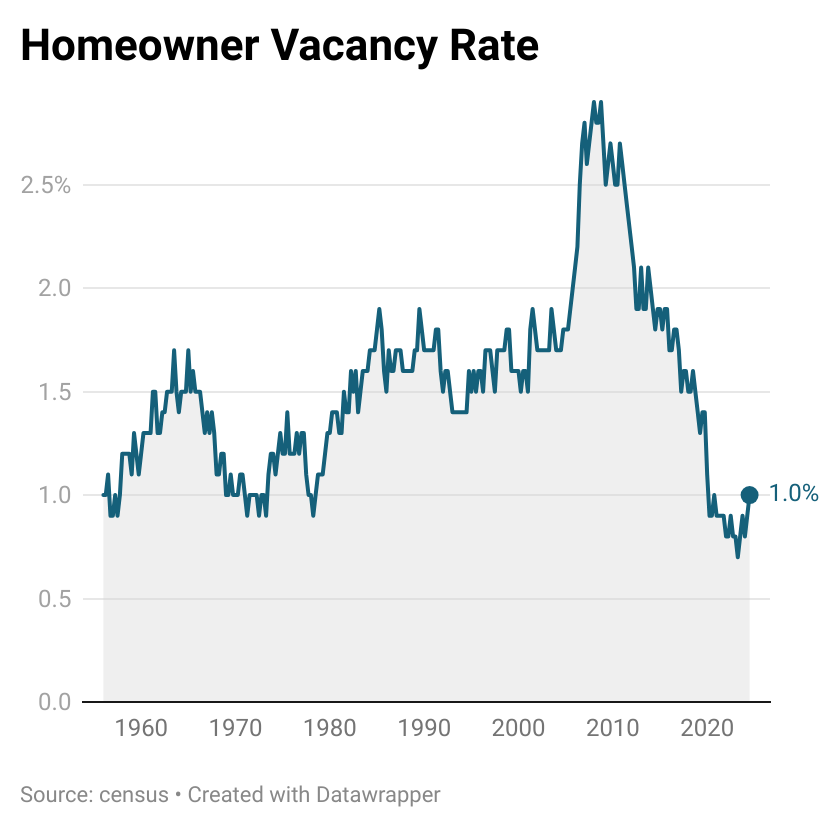 Homeowner Vacancy Rate
2.5%
2.0
1.5
1.0
1.0%
0.5
0.0
1960 1970 1980 1990 2000 2010 2020
Source: census • Created with Datawrapper